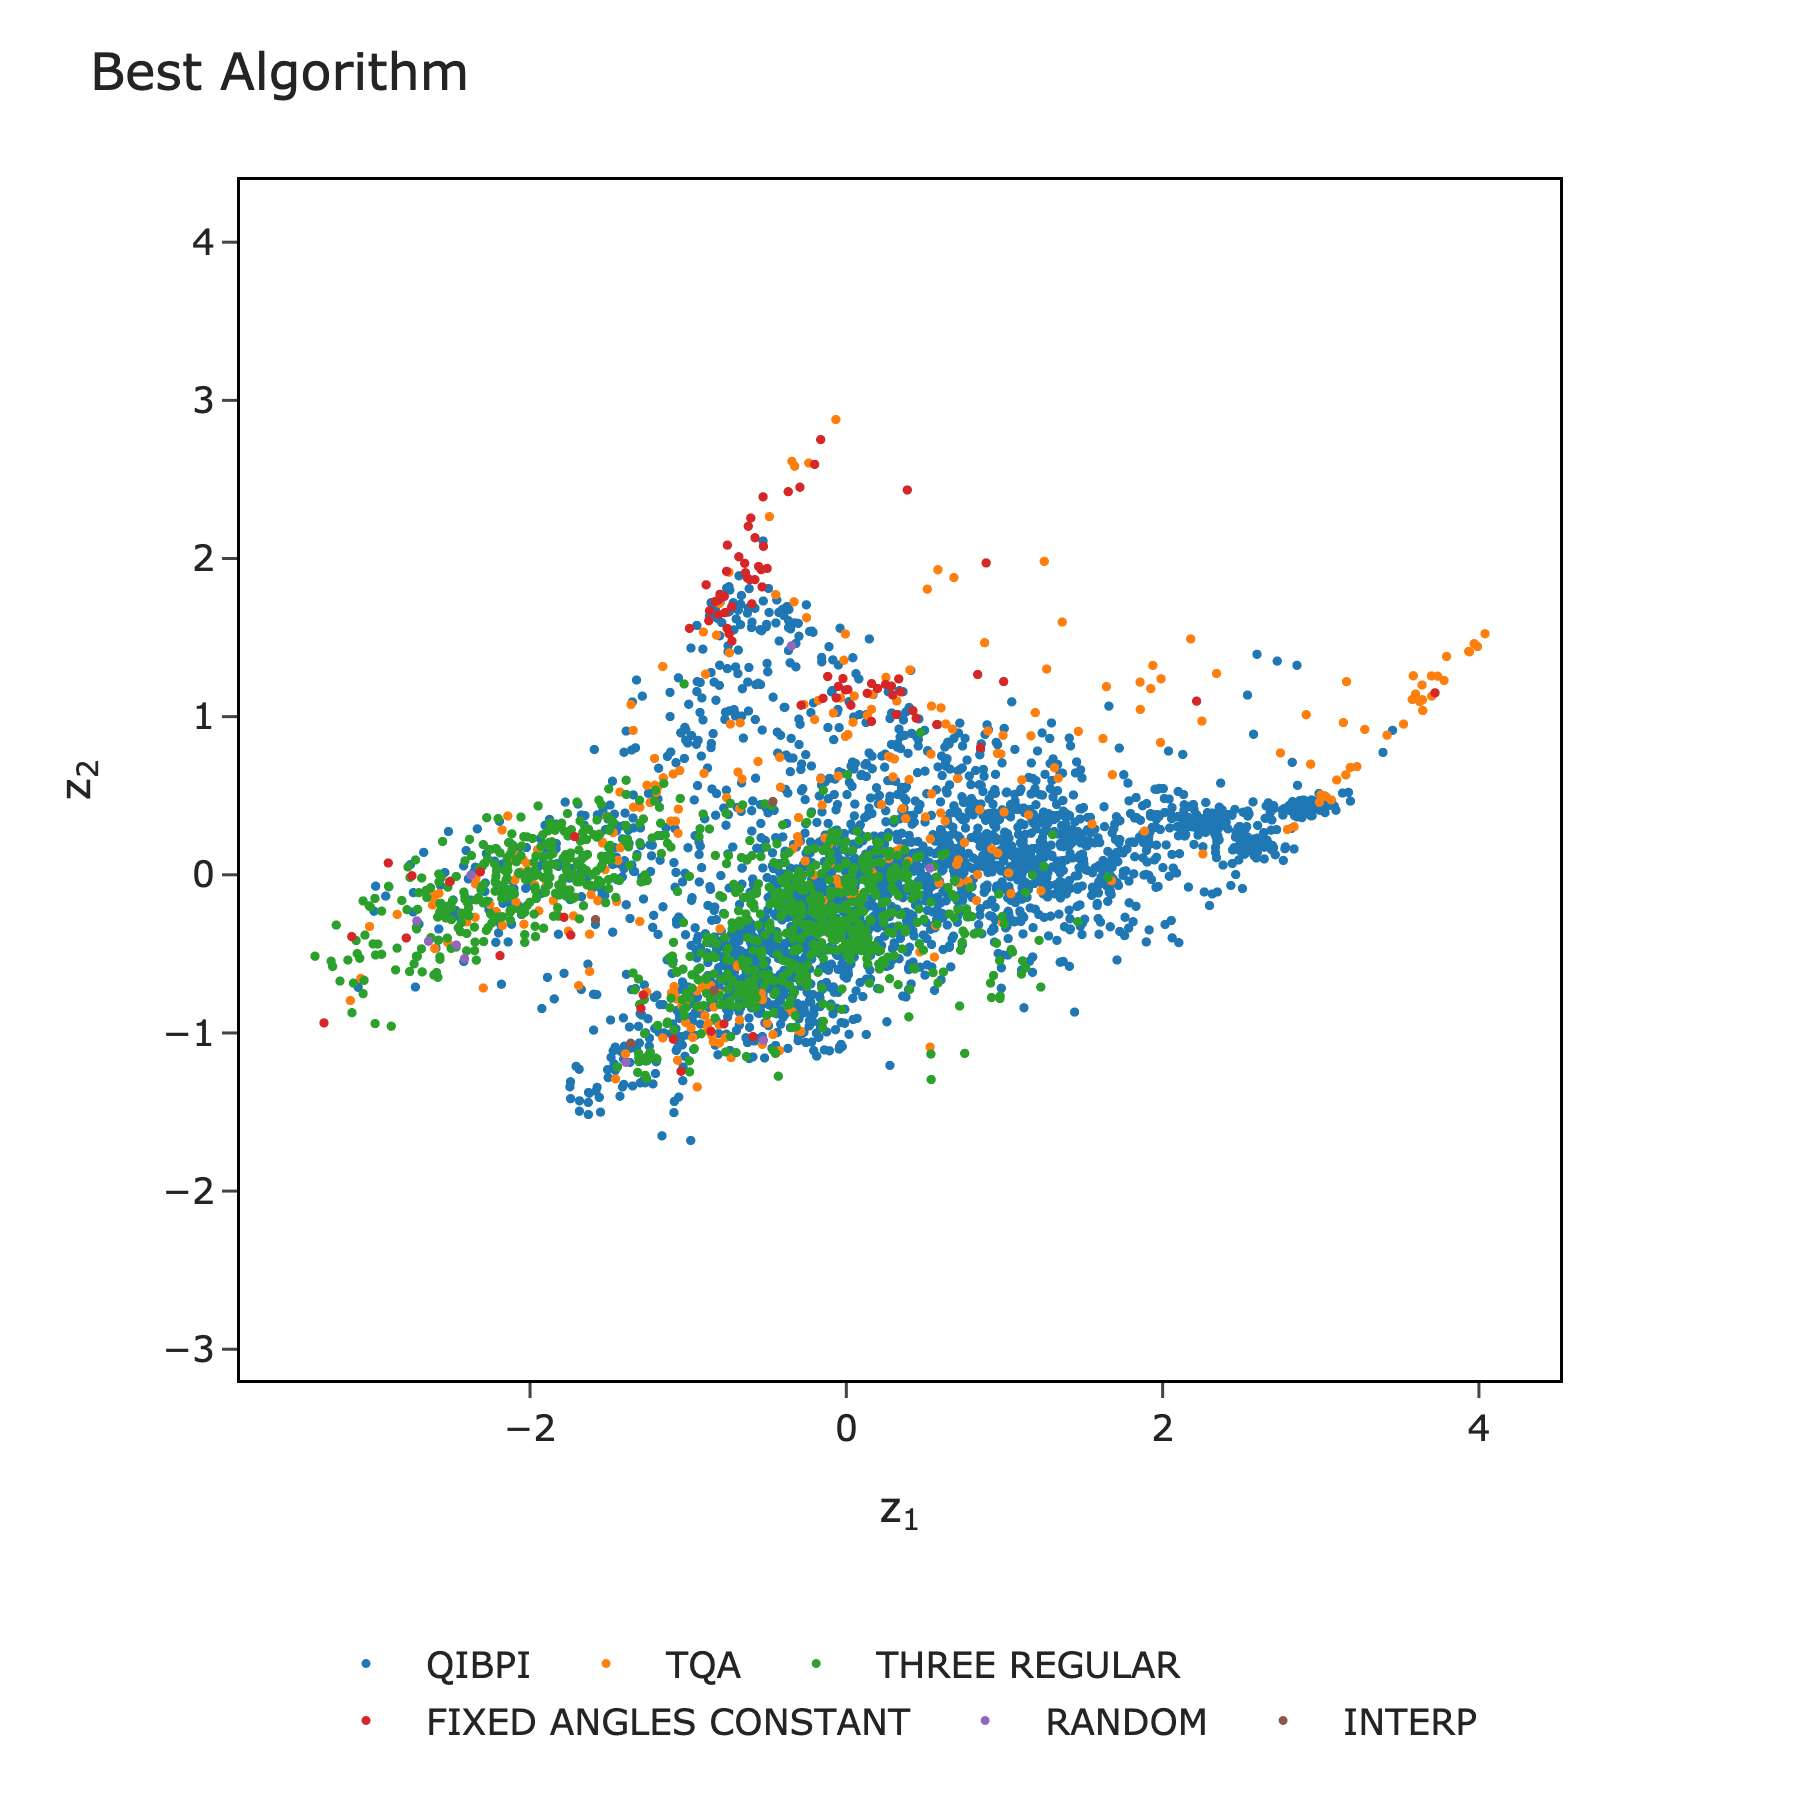 Best Algorithm
4
3
2
1
0
−1
−2
−3
z2
−2 0 2 4
z1
QIBPI TQA THREE REGULAR
FIXED ANGLES CONSTANT RANDOM INTERP